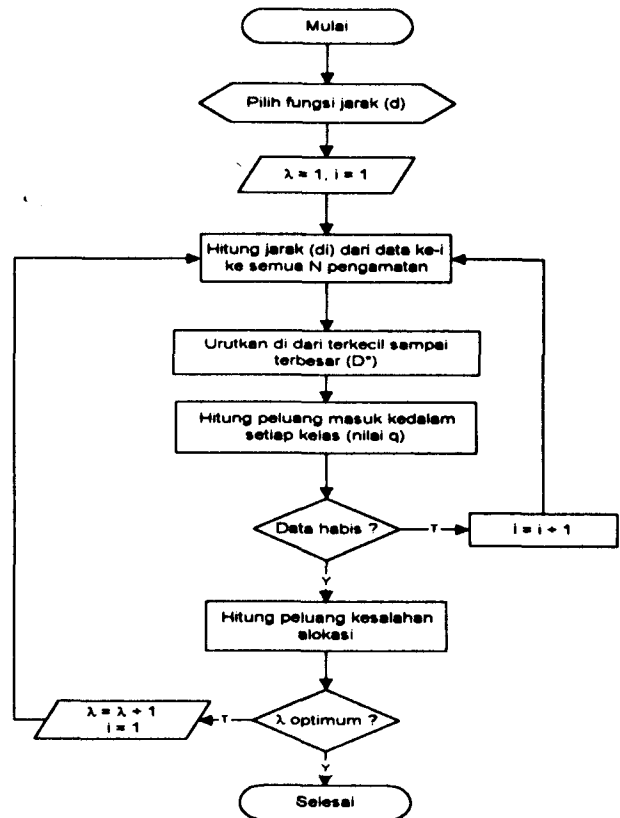 Mulai
Pilih fungsi jarak (d)
λ = 1, i = 1
Hitung jarak (di) dari data ke-i
ke semua N pengamatan
Urutkan di dari terkecil sampai
terbesar (D*)
Hitung peluang masuk kedalam
setiap kelas (nilai q)
Data habis ?
T
i = i + 1
Y
Hitung peluang kesalahan
alokasi
λ optimum ?
T
λ = λ + 1
i = 1
Y
Selesai